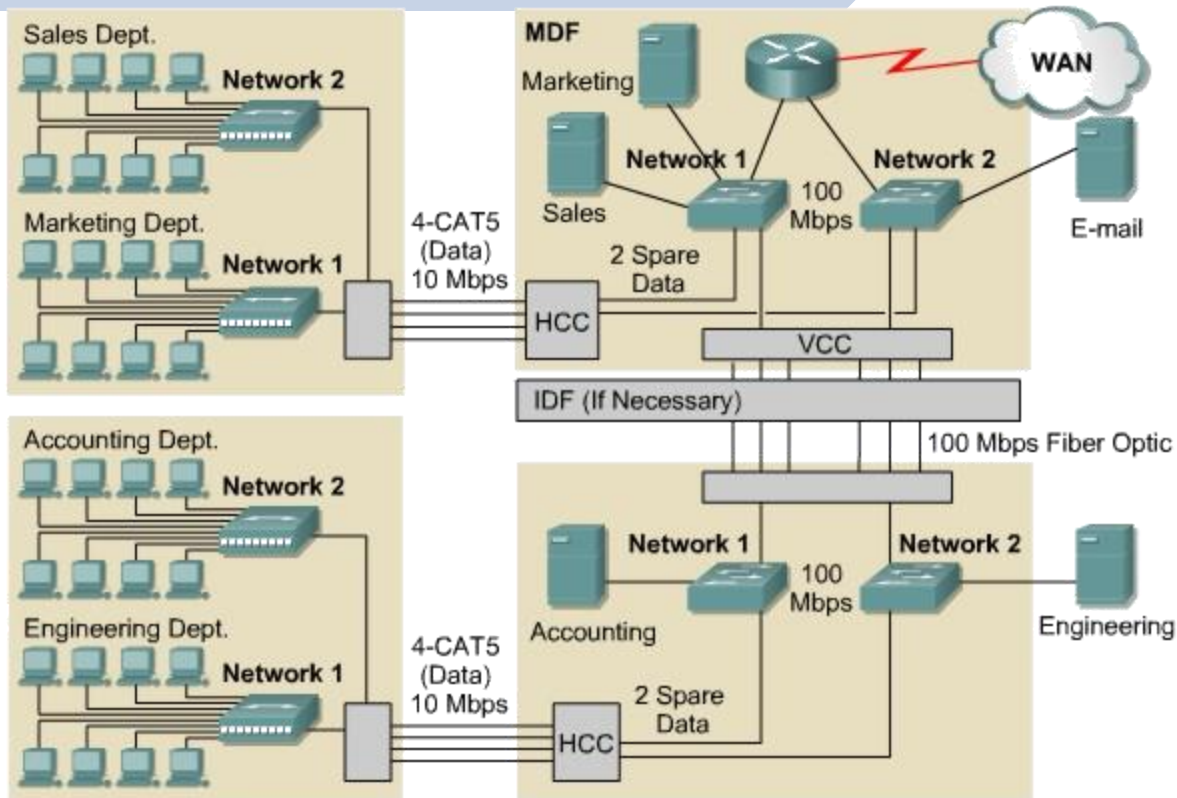 Sales Dept.
Network 2
Marketing Dept.
Network 1
4-CAT5
(Data)
10 Mbps
MDF
Marketing
WAN
Network 1
Network 2
Sales
100
Mbps
E-mail
2 Spare
Data
HCC
VCC
IDF (If Necessary)
100 Mbps Fiber Optic
Accounting Dept.
Network 2
Engineering Dept.
Network 1
4-CAT5
(Data)
10 Mbps
Network 1
Network 2
100
Mbps
Accounting
Engineering
2 Spare
Data
HCC